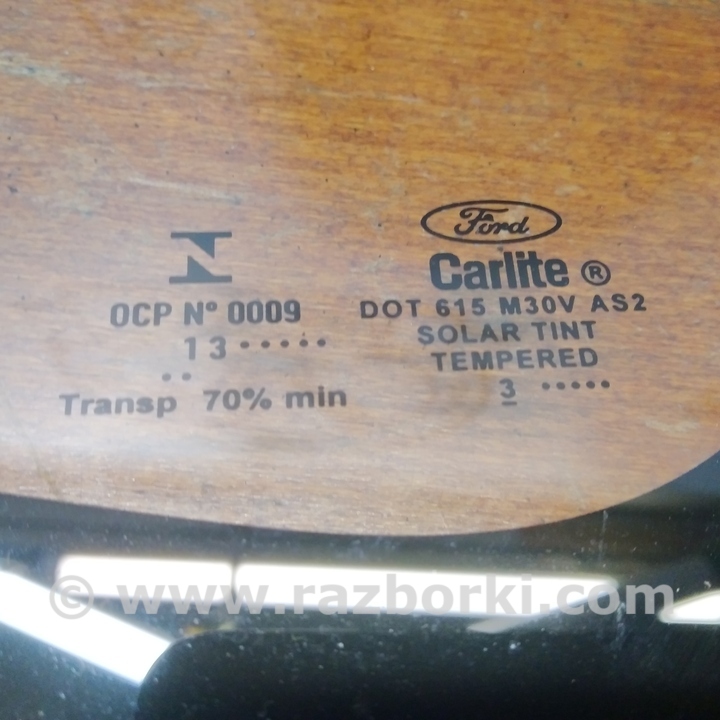 Ford
Carlite ®
DOT 615 M30V AS2
SOLAR TINT
TEMPERED
3 •••••
N
OCP Nº 0009
13 •••••
••
Transp 70% min
© www.razborki.com